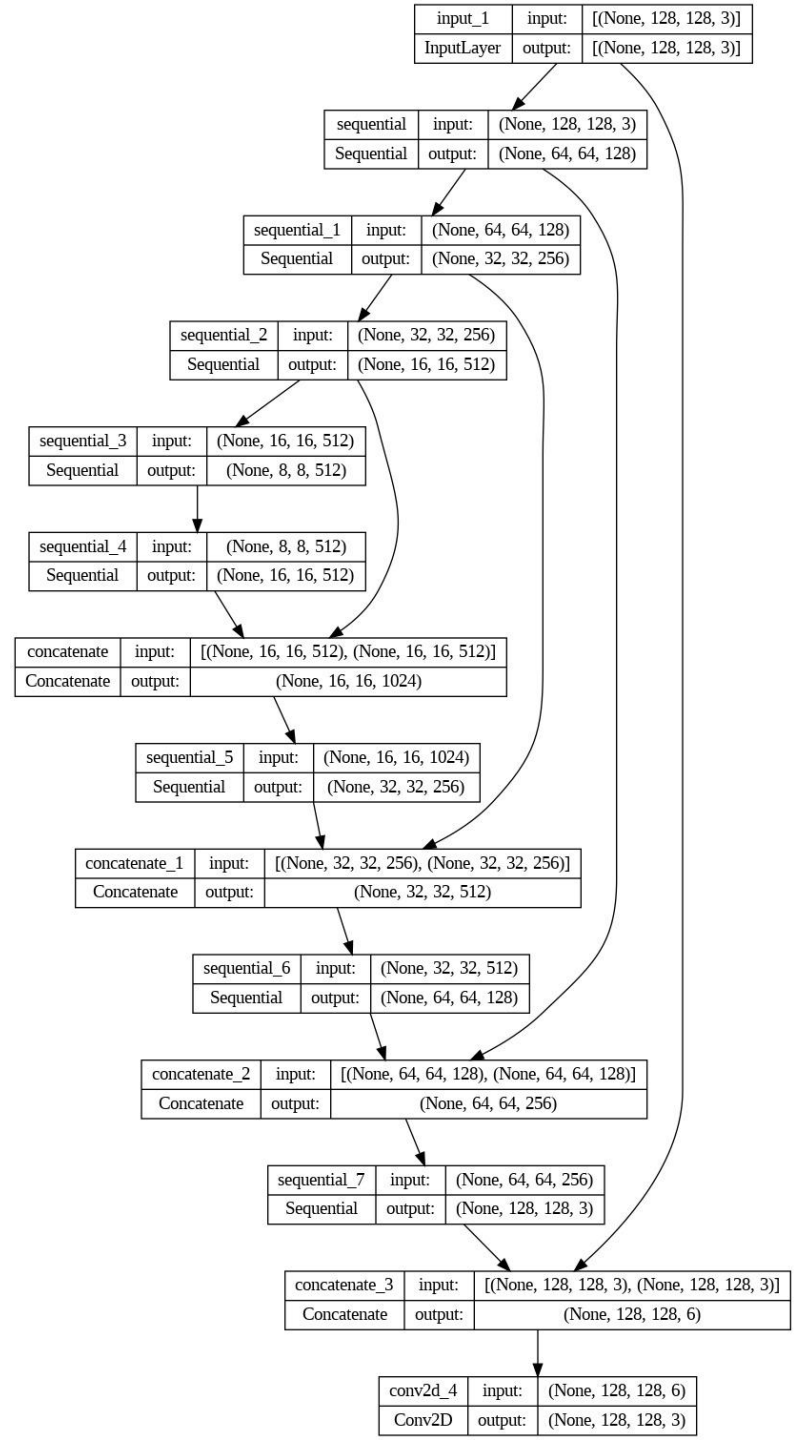 input_1 input: [(None, 128, 128, 3)]
InputLayer output: [(None, 128, 128, 3)]
sequential input: (None, 128, 128, 3)
Sequential output: (None, 64, 64, 128)
sequential_1 input: (None, 64, 64, 128)
Sequential output: (None, 32, 32, 256)
sequential_2 input: (None, 32, 32, 256)
Sequential output: (None, 16, 16, 512)
sequential_3 input: (None, 16, 16, 512)
Sequential output: (None, 8, 8, 512)
sequential_4 input: (None, 8, 8, 512)
Sequential output: (None, 16, 16, 512)
concatenate input: [(None, 16, 16, 512), (None, 16, 16, 512)]
Concatenate output: (None, 16, 16, 1024)
sequential_5 input: (None, 16, 16, 1024)
Sequential output: (None, 32, 32, 256)
concatenate_1 input: [(None, 32, 32, 256), (None, 32, 32, 256)]
Concatenate output: (None, 32, 32, 512)
sequential_6 input: (None, 32, 32, 512)
Sequential output: (None, 64, 64, 128)
concatenate_2 input: [(None, 64, 64, 128), (None, 64, 64, 128)]
Concatenate output: (None, 64, 64, 256)
sequential_7 input: (None, 64, 64, 256)
Sequential output: (None, 128, 128, 3)
concatenate_3 input: [(None, 128, 128, 3), (None, 128, 128, 3)]
Concatenate output: (None, 128, 128, 6)
conv2d_4 input: (None, 128, 128, 6)
Conv2D output: (None, 128, 128, 3)